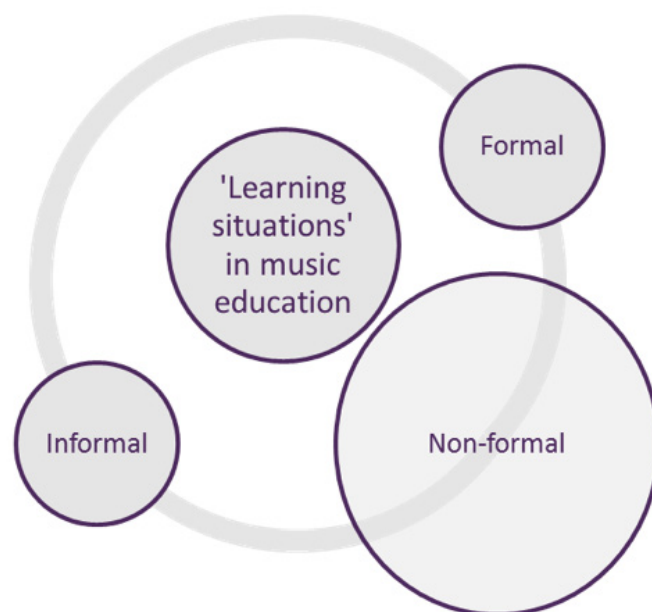 'Learning
situations'
in music
education
Formal
Informal
Non-formal